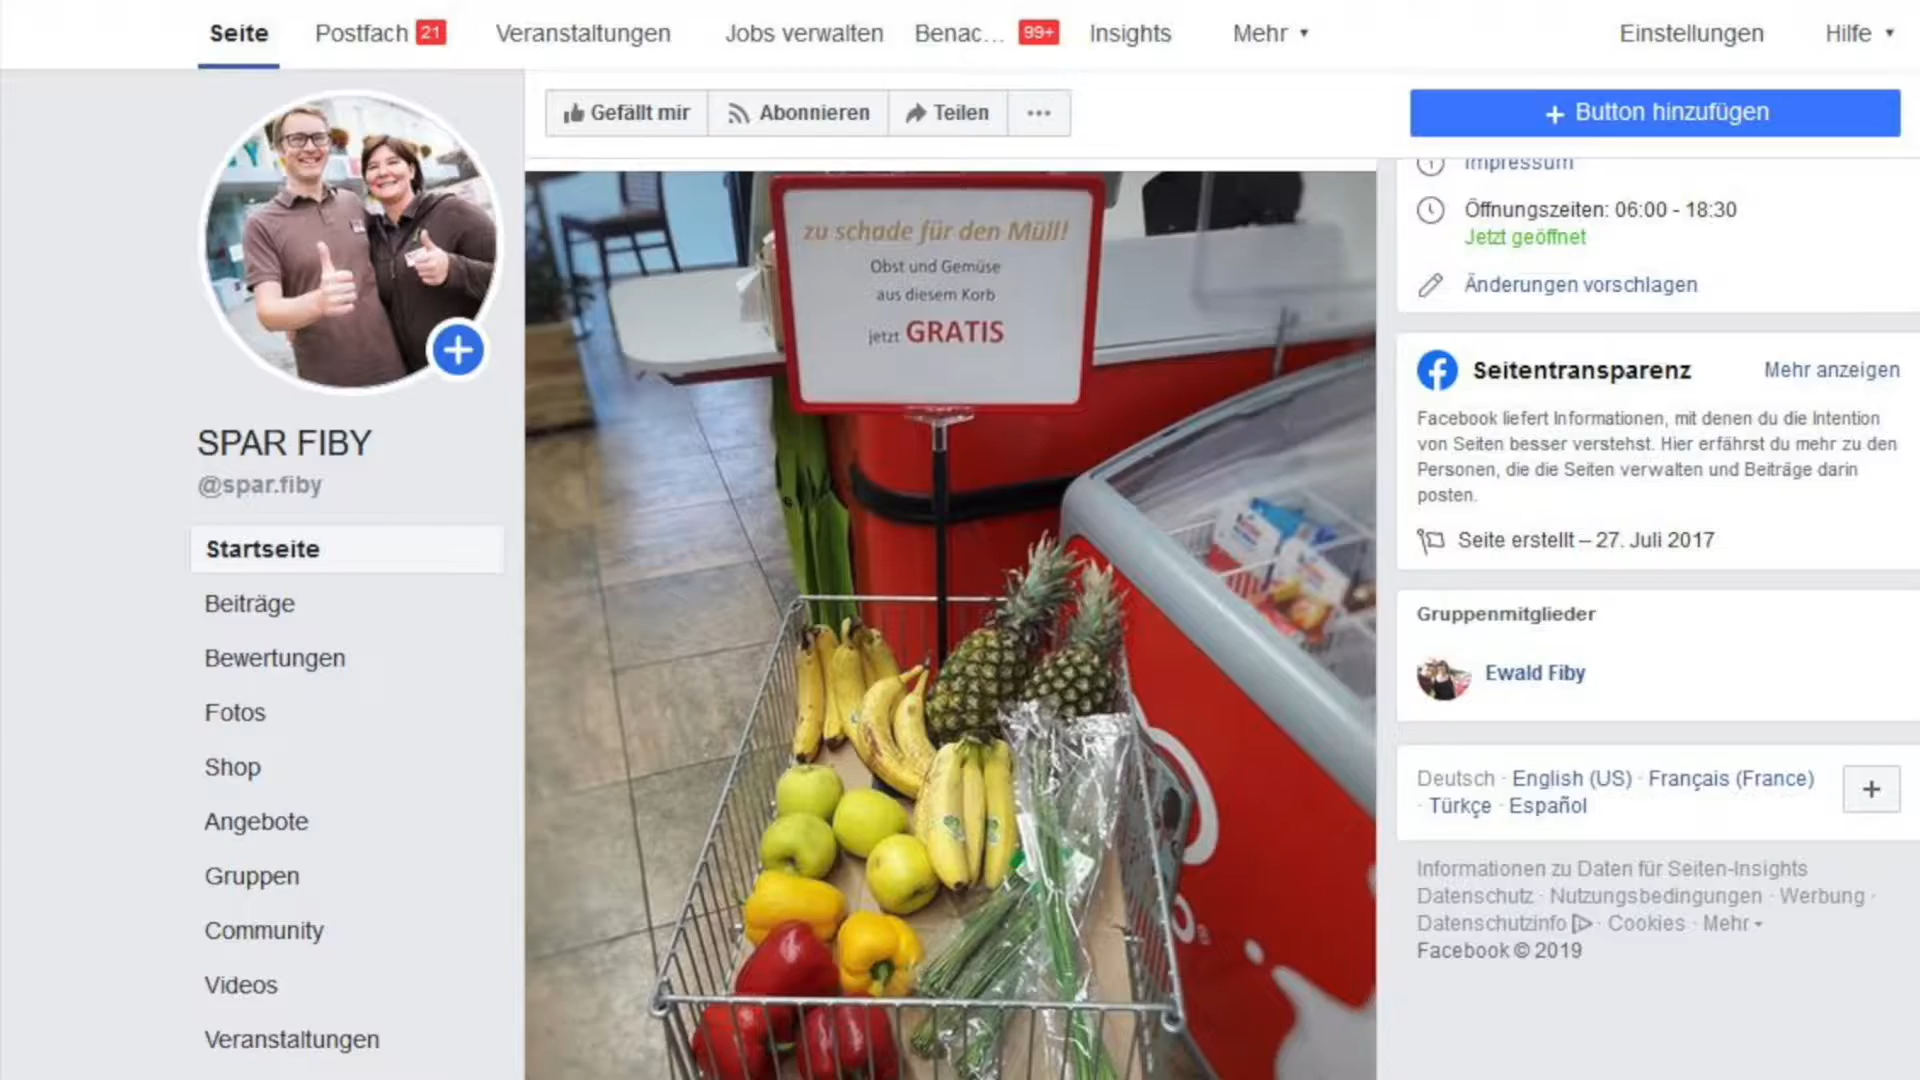 Seite
Postfach 21
Veranstaltungen
Jobs verwalten
Benac... 99+
Insights
Mehr
Einstellungen
Hilfe
Gefällt mir
Abonnieren
Teilen
Button hinzufügen
SPAR FIBY
@spar.fiby
Startseite
Beiträge
Bewertungen
Fotos
Shop
Angebote
Gruppen
Community
Videos
Veranstaltungen
zu schade für den Müll!
Obst und Gemüse
aus diesem Korb
jetzt GRATIS
Impressum
Öffnungszeiten: 06:00 - 18:30
Jetzt geöffnet
Änderungen vorschlagen
Seitentransparenz
Mehr anzeigen
Facebook liefert Informationen, mit denen du die Intention
von Seiten besser verstehst. Hier erfährst du mehr zu den
Personen, die die Seiten verwalten und Beiträge darin
posten.
Seite erstellt – 27. Juli 2017
Gruppenmitglieder
Ewald Fiby
Deutsch · English (US) · Français (France)
· Türkçe · Español
Informationen zu Daten für Seiten-Insights
Datenschutz · Nutzungsbedingungen · Werbung ·
Datenschutzinfo · Cookies · Mehr
Facebook © 2019